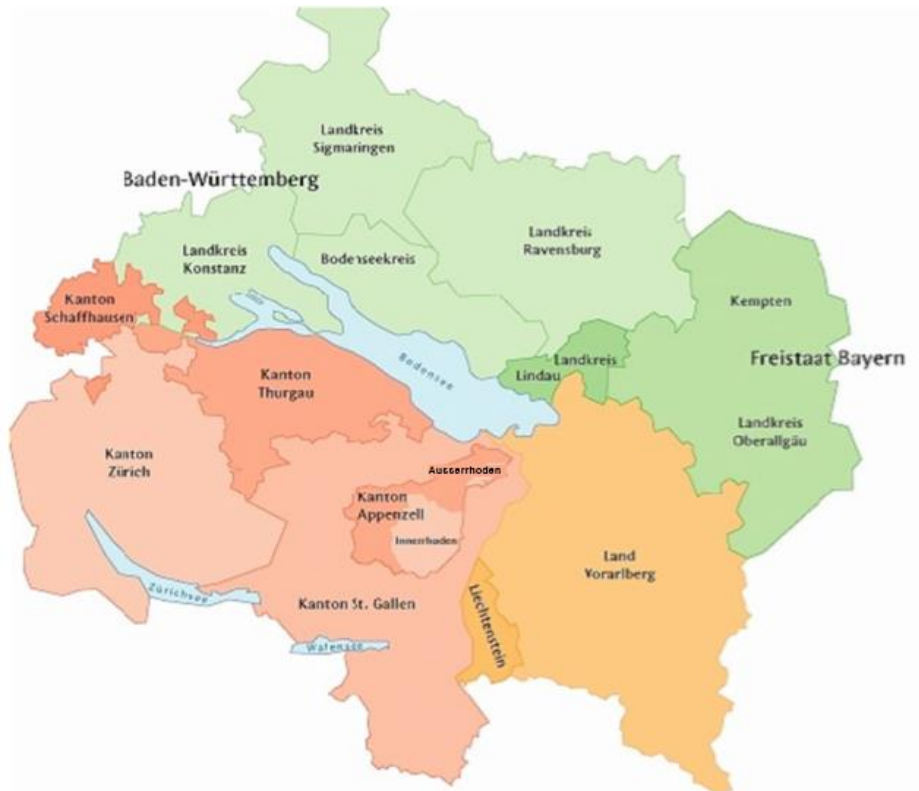 Landkreis
Sigmaringen
Baden-Württemberg
Landkreis
Ravensburg
Landkreis
Konstanz
Bodenseekreis
Kanton
Schaffhausen
Kempten
Bodensee
Landkreis
Lindau
Freistaat Bayern
Kanton
Thurgau
Landkreis
Oberallgäu
Kanton
Zürich
Ausserrhoden
Kanton
Appenzell
Innerrhoden
Land
Vorarlberg
Zürichsee
Kanton St. Gallen
Liechtenstein
Walensee